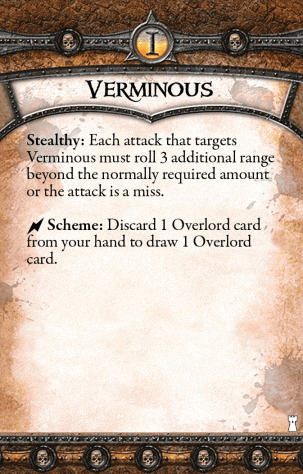 I
VERMINOUS
Stealthy: Each attack that targets
Verminous must roll 3 additional range
beyond the normally required amount
or the attack is a miss.
Scheme: Discard 1 Overlord card
from your hand to draw 1 Overlord
card.